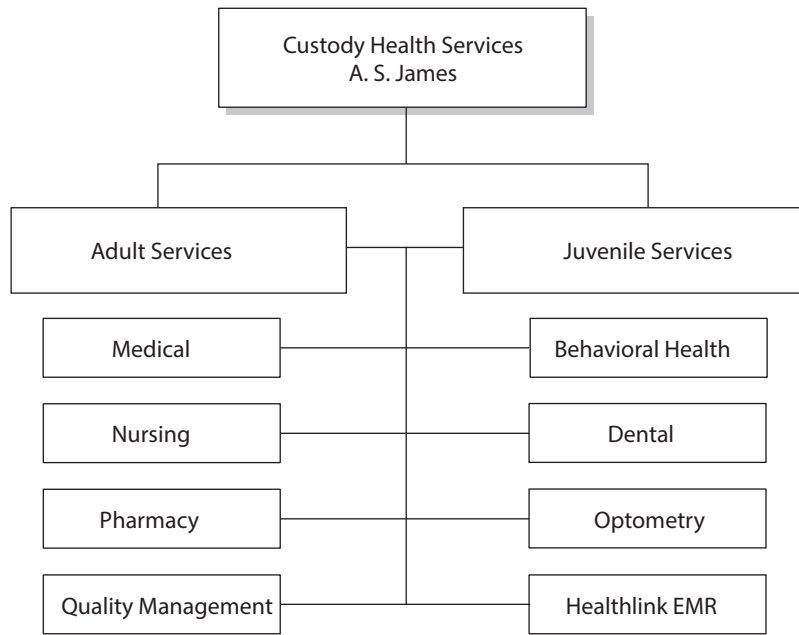 Custody Health Services
A. S. James
Adult Services
Juvenile Services
Medical
Behavioral Health
Nursing
Dental
Pharmacy
Optometry
Quality Management
Healthlink EMR